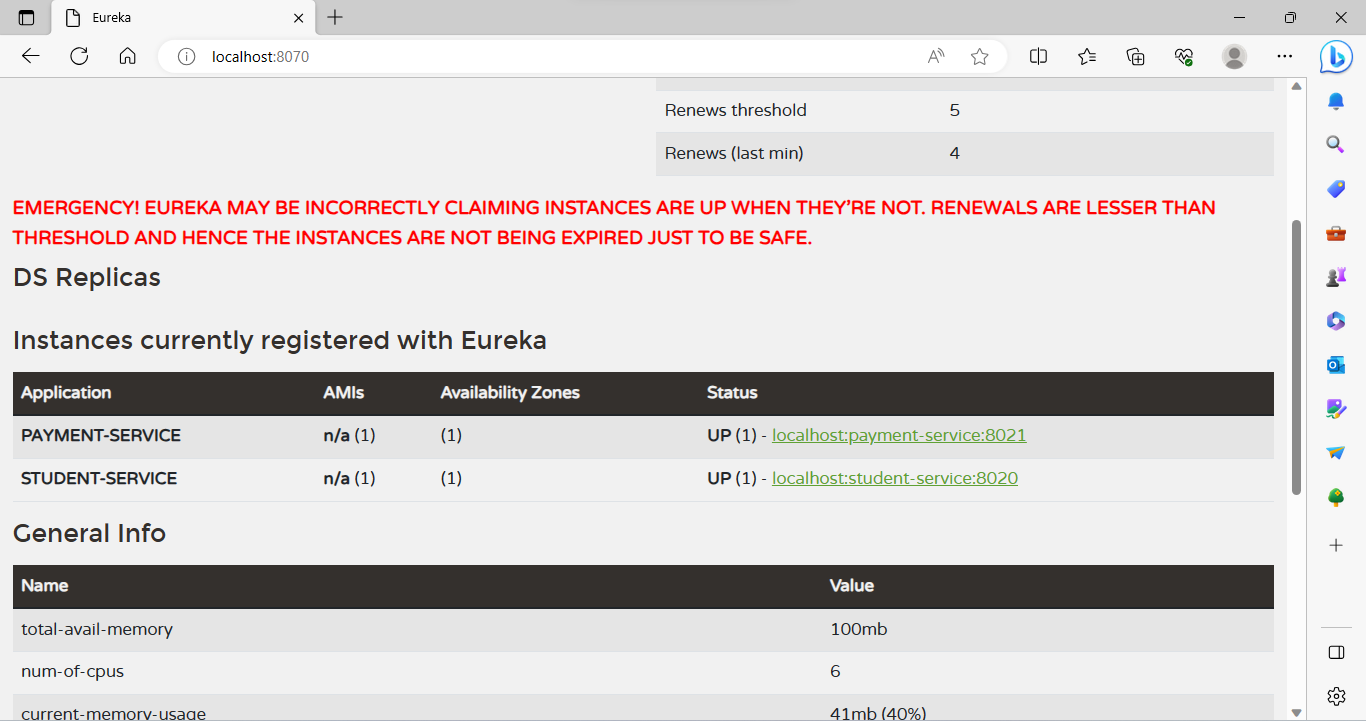 Eureka
localhost:8070
Renews threshold 5
Renews (last min) 4
EMERGENCY! EUREKA MAY BE INCORRECTLY CLAIMING INSTANCES ARE UP WHEN THEY'RE NOT. RENEWALS ARE LESSER THAN
THRESHOLD AND HENCE THE INSTANCES ARE NOT BEING EXPIRED JUST TO BE SAFE.
DS Replicas
Instances currently registered with Eureka
Application AMIs Availability Zones Status
PAYMENT-SERVICE n/a (1) (1) UP (1) - localhost:payment-service:8021
STUDENT-SERVICE n/a (1) (1) UP (1) - localhost:student-service:8020
General Info
Name Value
total-avail-memory 100mb
num-of-cpus 6
current-memory-usage 41mb (40%)